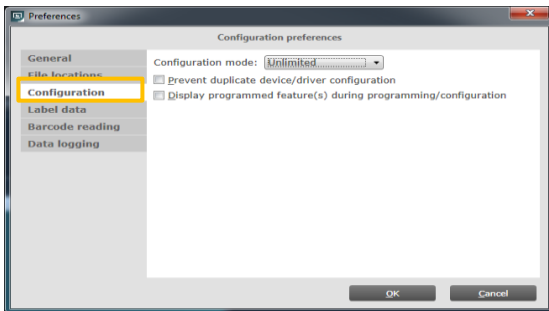 Preferences
Configuration preferences
General
File locations
Configuration
Label data
Barcode reading
Data logging
Configuration mode: Unlimited
Prevent duplicate device/driver configuration
Display programmed feature(s) during programming/configuration
OK
Cancel